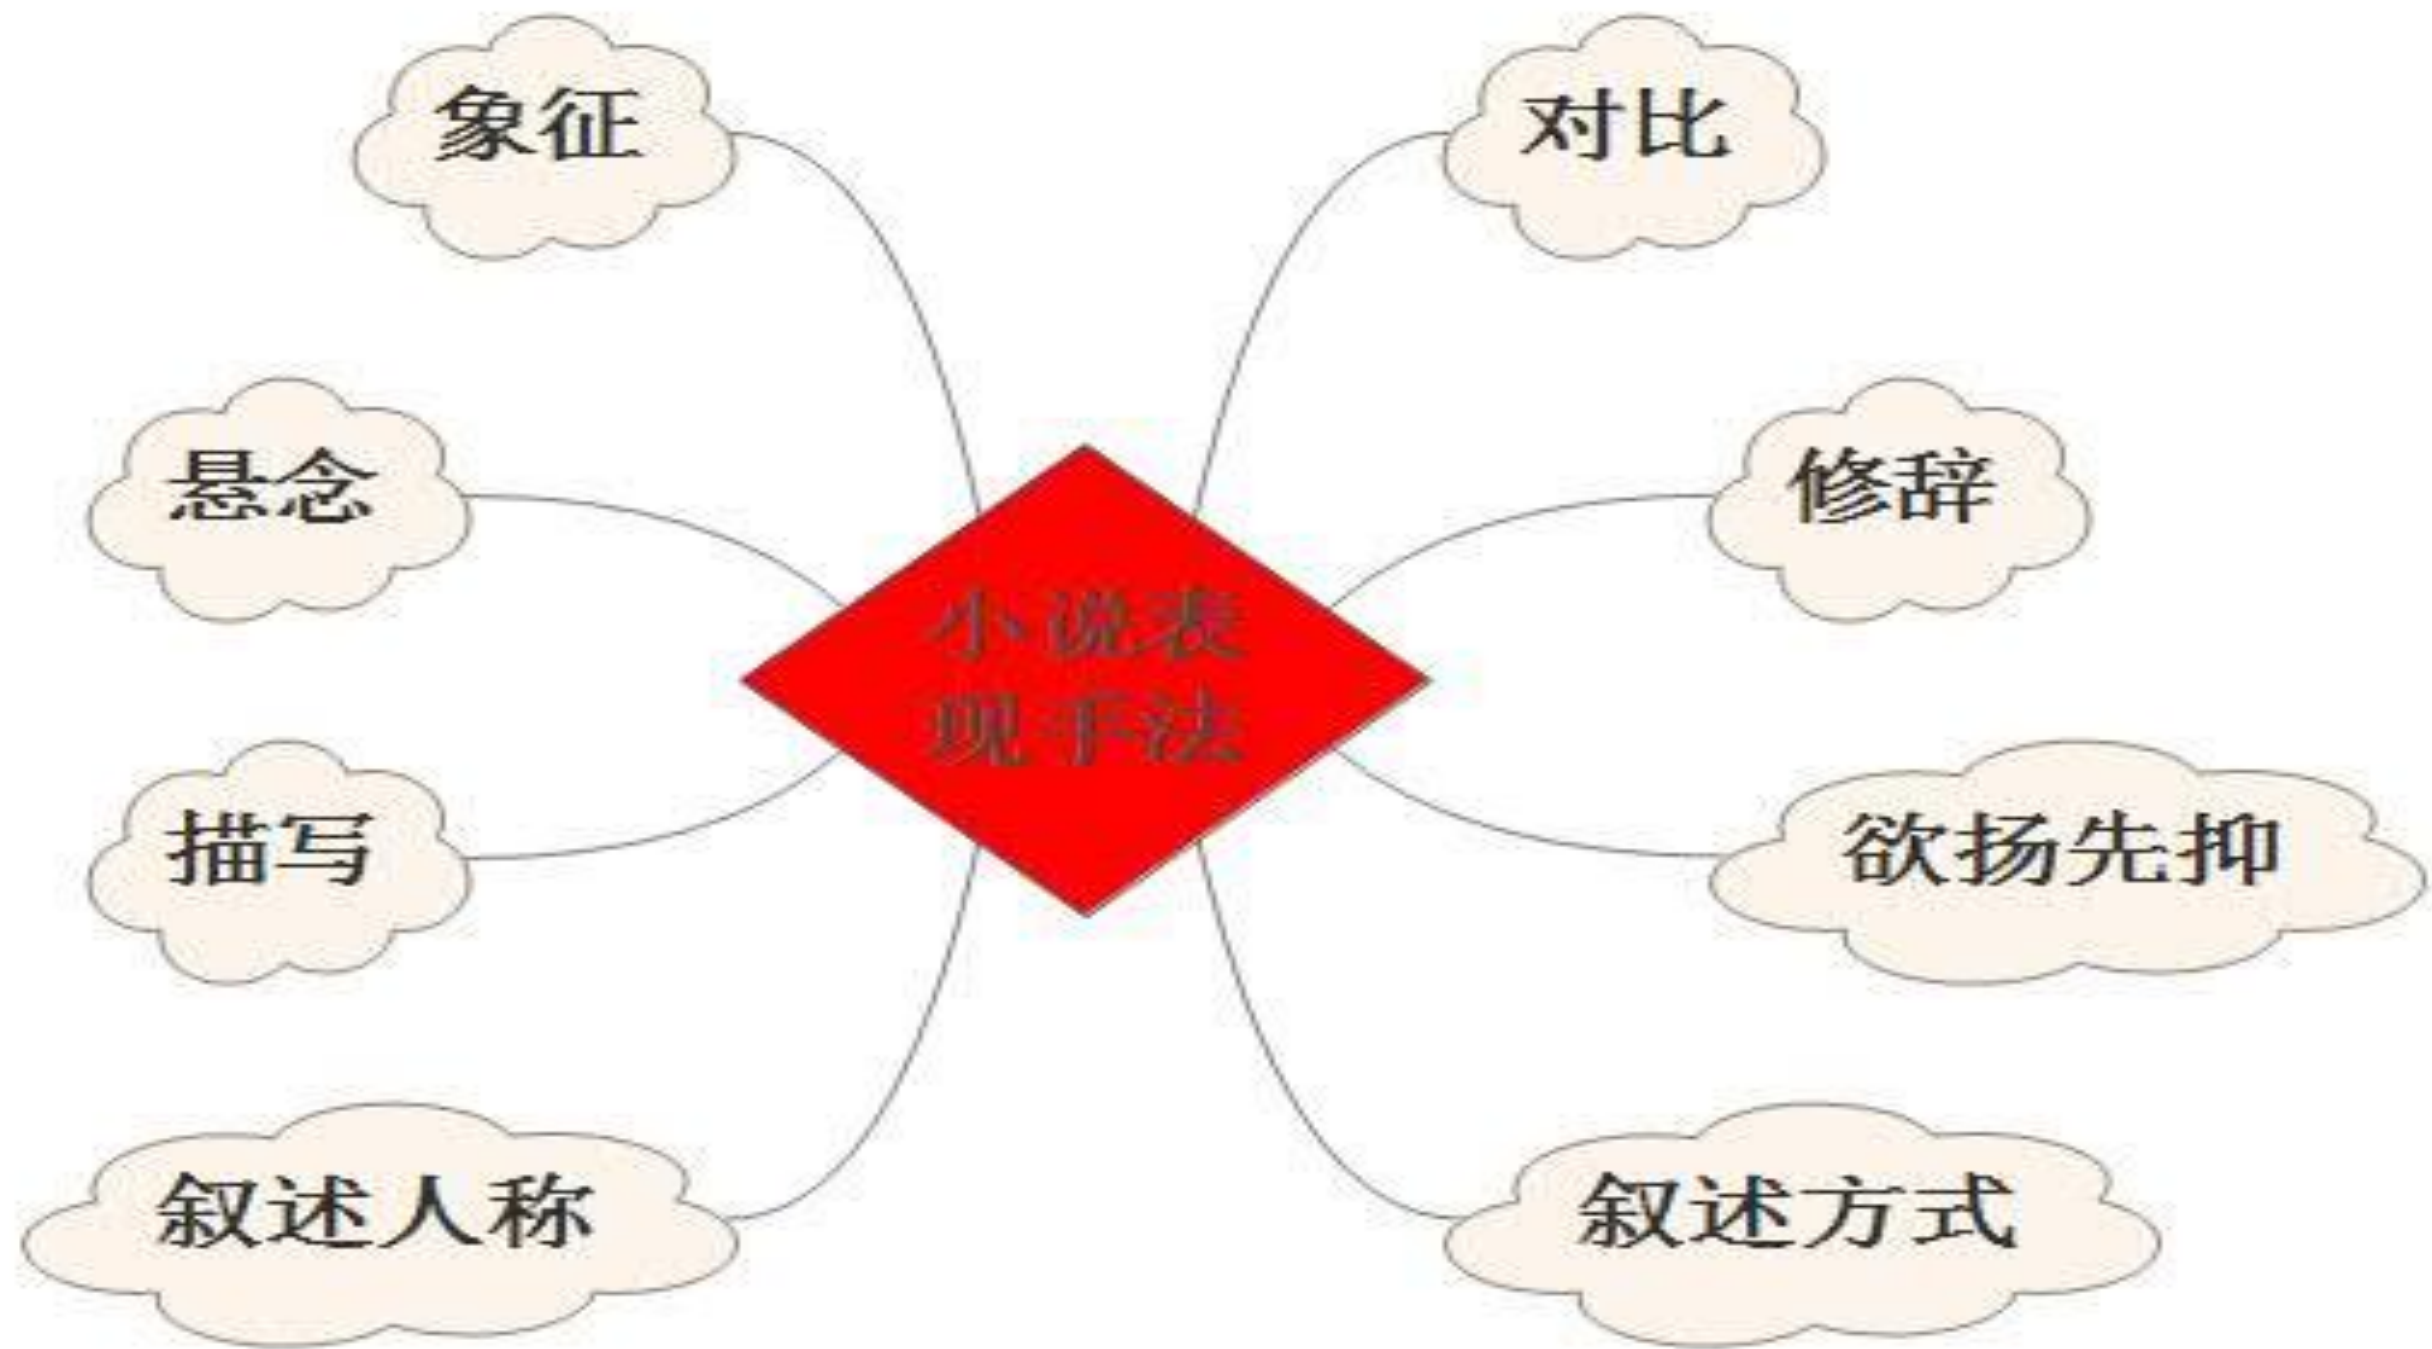 象征
对比
悬念
修辞
小说表
现手法
描写
欲扬先抑
叙述人称
叙述方式